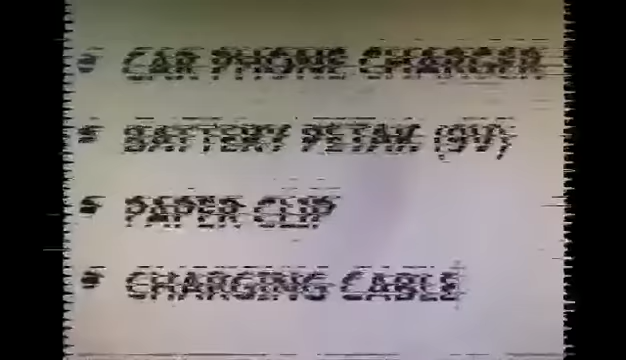 • CAR PHONE CHARGER
• BATTERY PETAK (9V)
• PAPER CLIP
• CHARGING CABLE